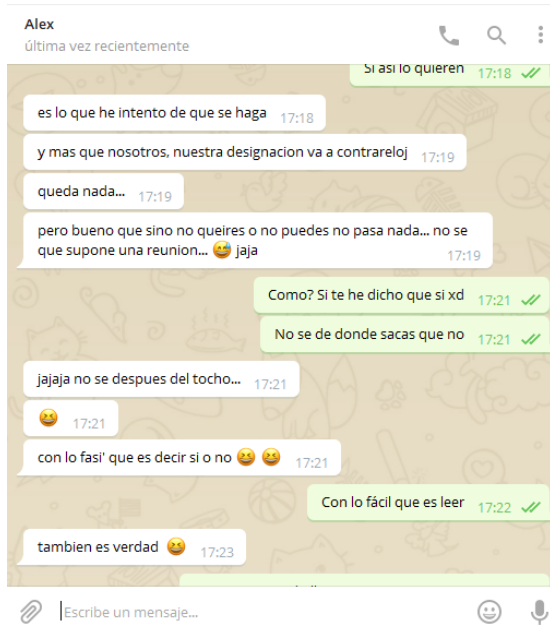 Alex
última vez recientemente
Si asi lo quieren 17:18
es lo que he intento de que se haga 17:18
y mas que nosotros, nuestra designacion va a contrareloj 17:19
queda nada... 17:19
pero bueno que sino no queires o no puedes no pasa nada... no se
que supone una reunion... 😅 jaja 17:19
Como? Si te he dicho que si xd 17:21
No se de donde sacas que no 17:21
jajaja no se despues del tocho... 17:21
😆 17:21
con lo fasi' que es decir si o no 😆 😆 17:21
Con lo fácil que es leer 17:22
tambien es verdad 😆 17:23
Escribe un mensaje...